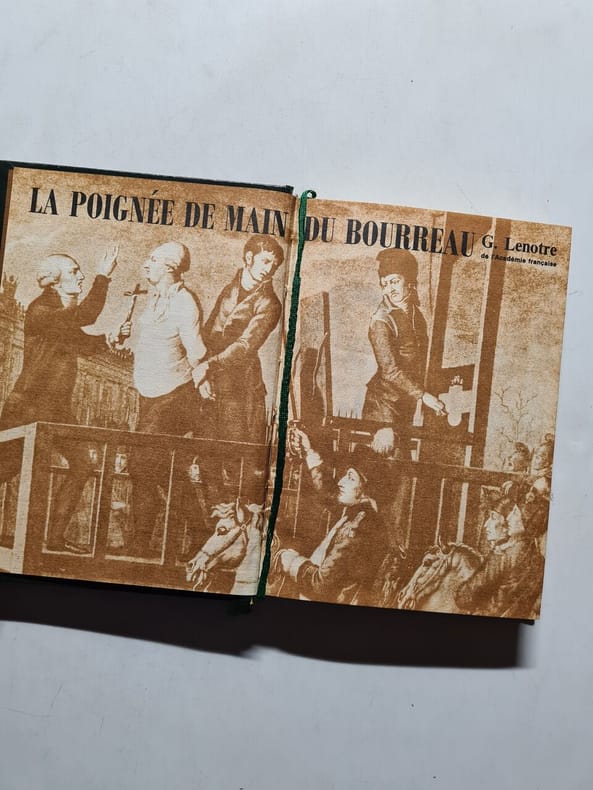 LA POIGNÉE DE MAIN DU BOURREAU
G. Lenotre
de l'Académie française